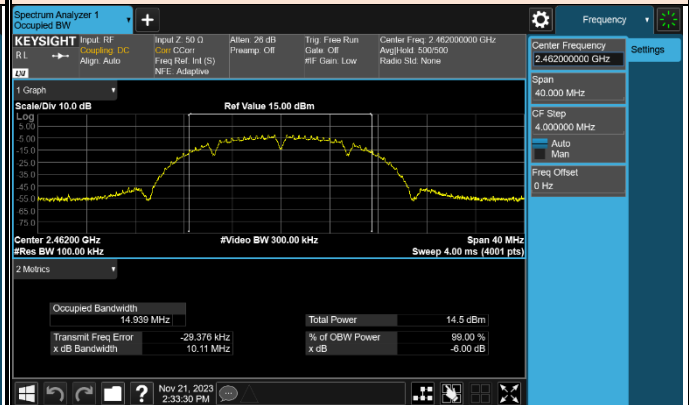 Spectrum Analyzer 1
Occupied BW
+
Frequency
KEYSIGHT
R L
LXI
Input: RF
Coupling: DC
Align: Auto
Input Z: 50 Ω
Corr CCorr
Freq Ref: Int (S)
NFE: Adaptive
Atten: 26 dB
Preamp: Off
Trig: Free Run
Gate: Off
#IF Gain: Low
Center Freq: 2.462000000 GHz
Avg|Hold: 500/500
Radio Std: None
Center Frequency
2.462000000 GHz
Settings
Span
40.000 MHz
CF Step
4.000000 MHz
Auto
Man
Freq Offset
0 Hz
1 Graph
Scale/Div 10.0 dB
Ref Value 15.00 dBm
Log
5.00
-5.00
-15.0
-25.0
-35.0
-45.0
-55.0
-65.0
-75.0
Center 2.46200 GHz
#Video BW 300.00 kHz
Span 40 MHz
#Res BW 100.00 kHz
Sweep 4.00 ms (4001 pts)
2 Metrics
Occupied Bandwidth
14.939 MHz
Total Power 14.5 dBm
Transmit Freq Error -29.376 kHz
% of OBW Power 99.00 %
x dB Bandwidth 10.11 MHz
x dB -6.00 dB
?
Nov 21, 2023
2:33:30 PM